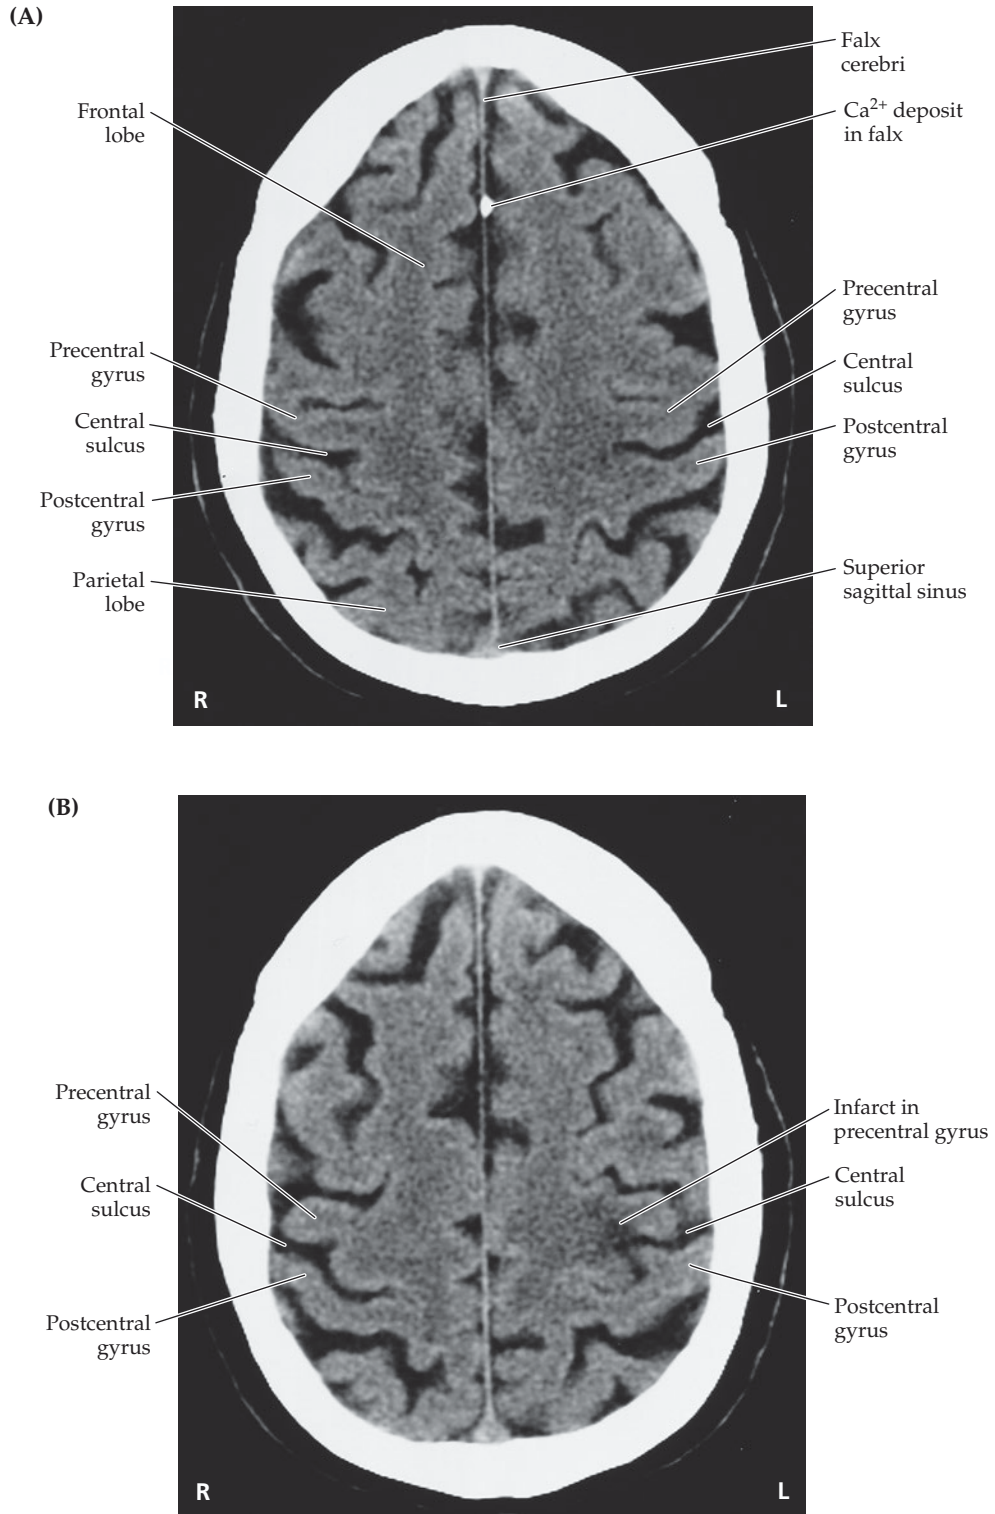 (A)
Falx
cerebri
Ca²⁺ deposit
in falx
Frontal
lobe
Precentral
gyrus
Precentral
gyrus
Central
sulcus
Central
sulcus
Postcentral
gyrus
Postcentral
gyrus
Parietal
lobe
Superior
sagittal sinus
R
L
(B)
Precentral
gyrus
Infarct in
precentral gyrus
Central
sulcus
Central
sulcus
Postcentral
gyrus
Postcentral
gyrus
R
L